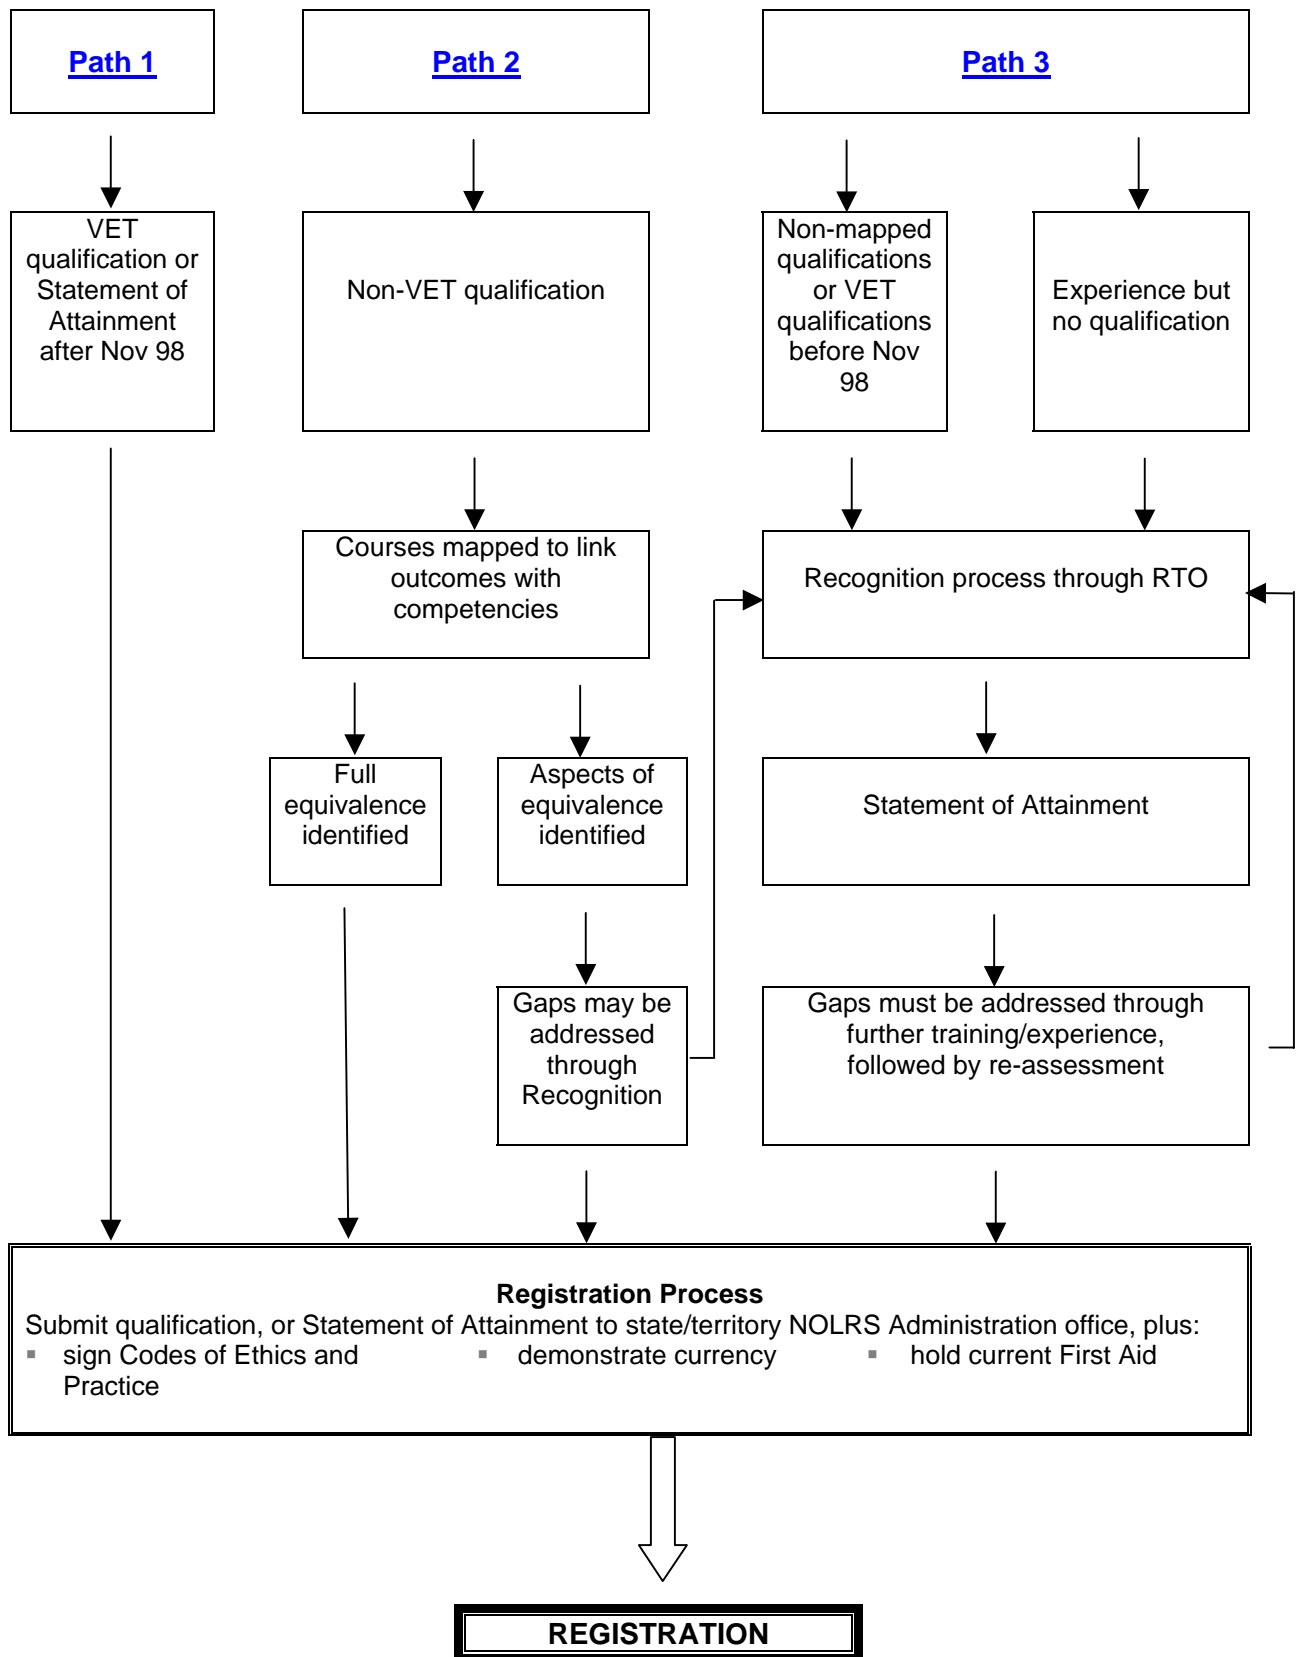 Path 1
Path 2
Path 3
VET
qualification or
Statement of
Attainment
after Nov 98
Non-VET qualification
Non-mapped
qualifications
or VET
qualifications
before Nov
98
Experience but
no qualification
Courses mapped to link
outcomes with
competencies
Recognition process through RTO
Full
equivalence
identified
Aspects of
equivalence
identified
Statement of Attainment
Gaps may be
addressed
through
Recognition
Gaps must be addressed through
further training/experience,
followed by re-assessment
Registration Process
Submit qualification, or Statement of Attainment to state/territory NOLRS Administration office, plus:
▪ sign Codes of Ethics and
Practice
▪ demonstrate currency
▪ hold current First Aid
REGISTRATION